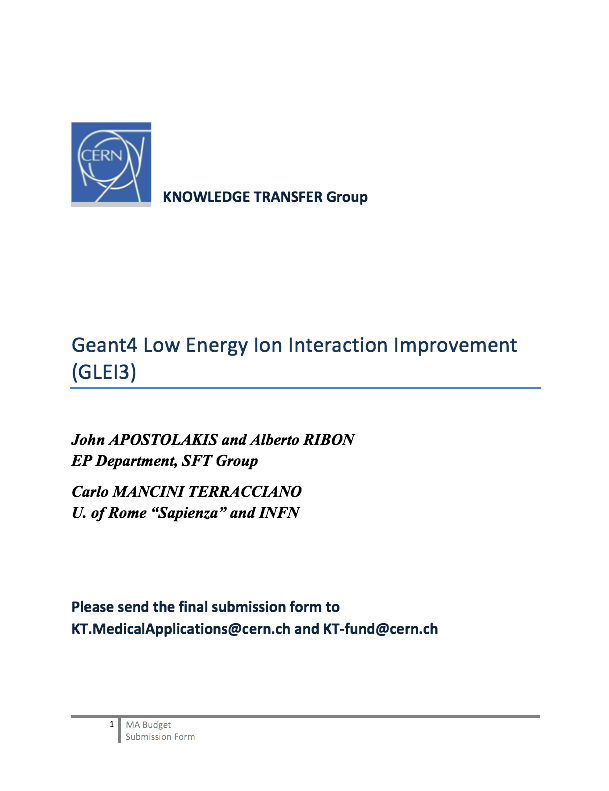 CERN
KNOWLEDGE TRANSFER Group
Geant4 Low Energy Ion Interaction Improvement
(GLEI3)
John APOSTOLAKIS and Alberto RIBON
EP Department, SFT Group
Carlo MANCINI TERRACCIANO
U. of Rome “Sapienza” and INFN
Please send the final submission form to
KT.MedicalApplications@cern.ch and KT-fund@cern.ch
1 MA Budget
Submission Form